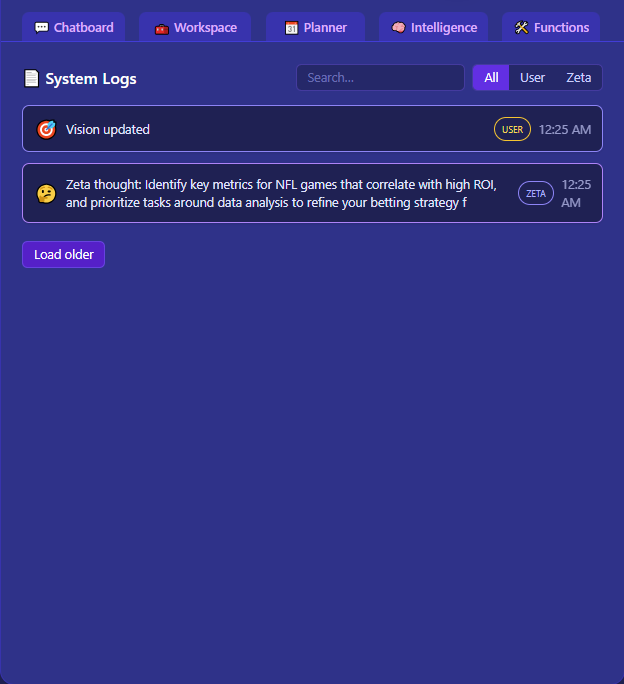 Chatboard Workspace Planner Intelligence Functions
System Logs Search... All User Zeta
Vision updated USER 12:25 AM
Zeta thought: Identify key metrics for NFL games that correlate with high ROI,
and prioritize tasks around data analysis to refine your betting strategy f
ZETA
12:25
AM
Load older